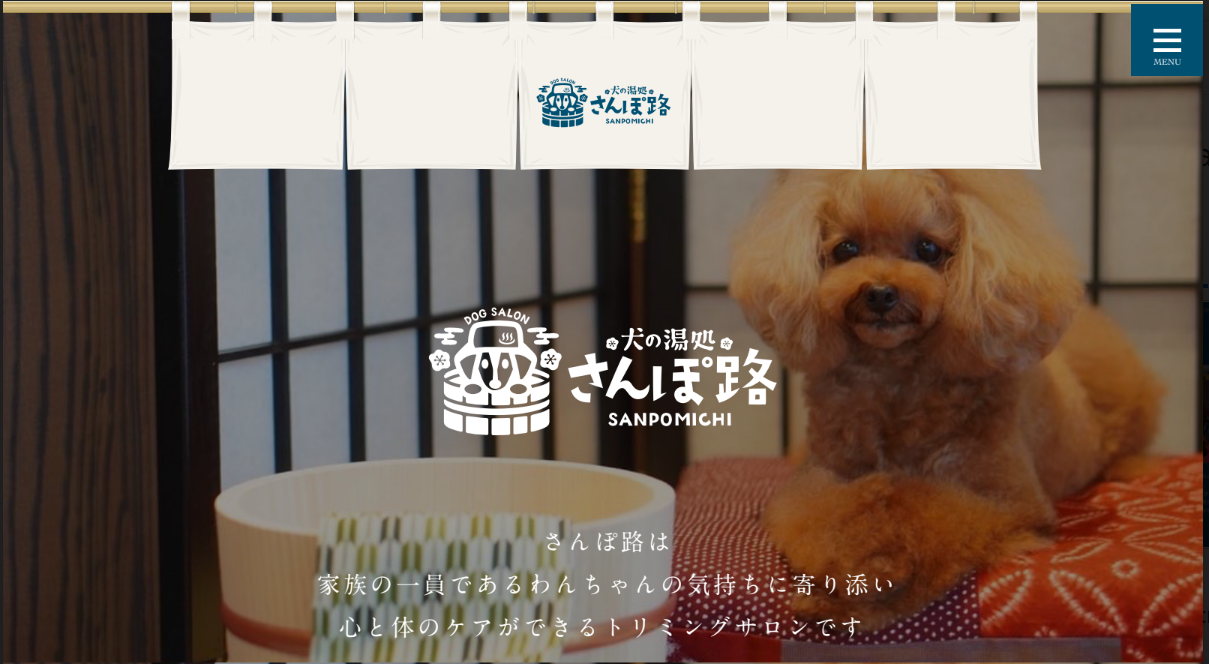 DOG SALON
犬の湯処
さんぽ路
SANPOMICHI
MENU
DOG SALON
犬の湯処
さんぽ路
SANPOMICHI
さんぽ路は
家族の一員であるわんちゃんの気持ちに寄り添い
心と体のケアができるトリミングサロンです